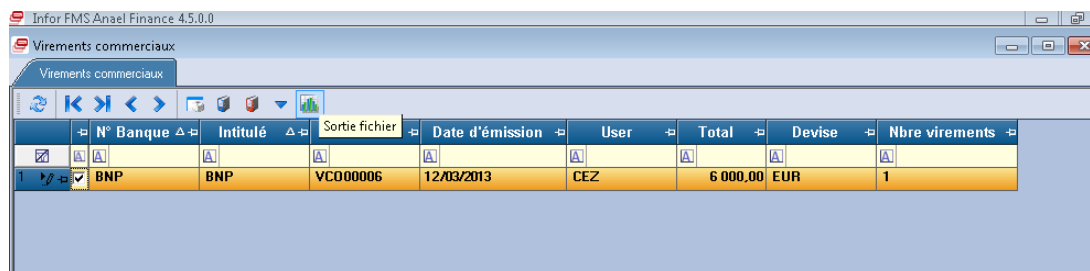 Infor FMS Anael Finance 4.5.0.0
Virements commerciaux
Virements commerciaux
Sortie fichier
N° Banque Intitulé Date d'émission User Total Devise Nbre virements
A A A A A A A A
1 BNP BNP VCO00006 12/03/2013 CEZ 6 000,00 EUR 1